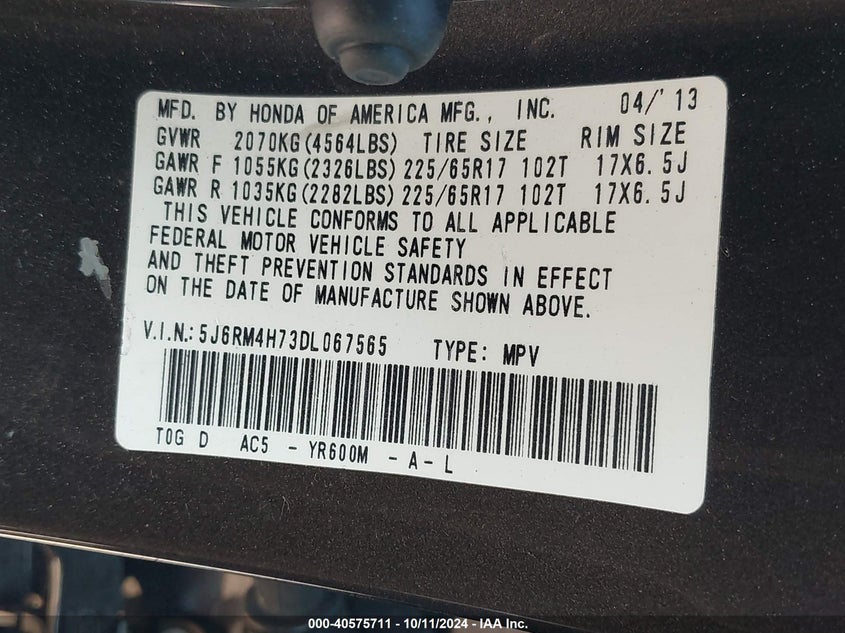 MFD. BY HONDA OF AMERICA MFG., INC. 04/'13
GVWR 2070KG(4564LBS) TIRE SIZE RIM SIZE
GAWR F 1055KG(2326LBS) 225/65R17 102T 17X6.5J
GAWR R 1035KG(2282LBS) 225/65R17 102T 17X6.5J
THIS VEHICLE CONFORMS TO ALL APPLICABLE
FEDERAL MOTOR VEHICLE SAFETY
AND THEFT PREVENTION STANDARDS IN EFFECT
ON THE DATE OF MANUFACTURE SHOWN ABOVE.
V.I.N.: 5J6RM4H73DL067565 TYPE: MPV
T0G D AC5 - YR600M - A - L
000-40575711 - 10/11/2024 - IAA Inc.